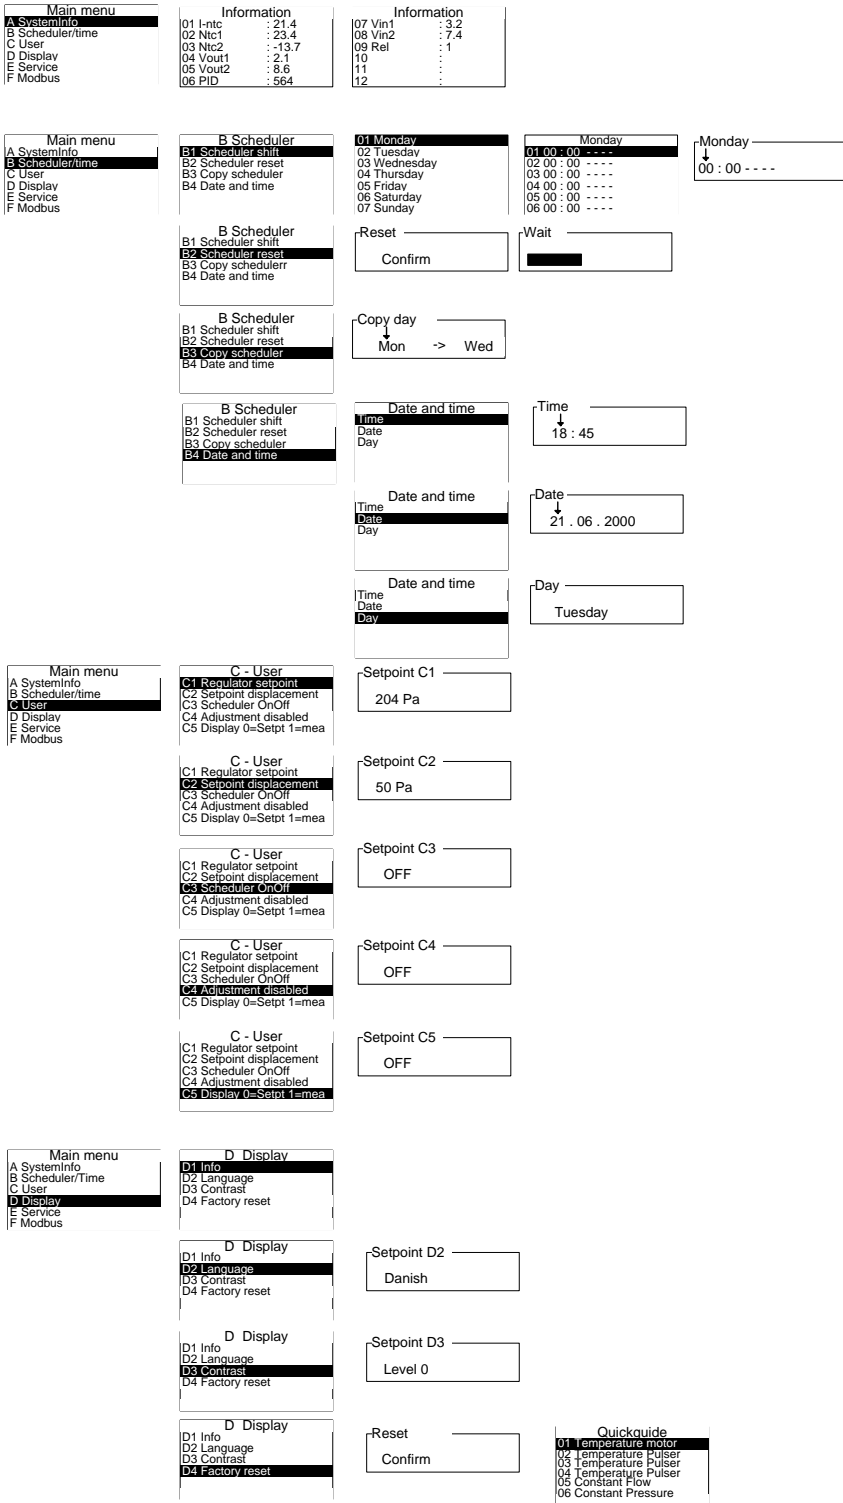 Main menu
A SystemInfo
B Scheduler/time
C User
D Display
E Service
F Modbus
Information
01 I-ntc : 21.4
02 Ntc1 : 23.4
03 Ntc2 : -13.7
04 Vout1 : 2.1
05 Vout2 : 8.6
06 PID : 564
Information
07 Vin1 : 3.2
08 Vin2 : 7.4
09 Rel : 1
10 :
11 :
12 :
Main menu
A SystemInfo
B Scheduler/time
C User
D Display
E Service
F Modbus
B Scheduler
B1 Scheduler shift
B2 Scheduler reset
B3 Copy scheduler
B4 Date and time
01 Monday
02 Tuesday
03 Wednesday
04 Thursday
05 Friday
06 Saturday
07 Sunday
Monday
01 00 : 00 - - - -
02 00 : 00 - - - -
03 00 : 00 - - - -
04 00 : 00 - - - -
05 00 : 00 - - - -
06 00 : 00 - - - -
Monday
00 : 00 - - - -
B Scheduler
B1 Scheduler shift
B2 Scheduler reset
B3 Copy schedulerr
B4 Date and time
Reset
Confirm
Wait
B Scheduler
B1 Scheduler shift
B2 Scheduler reset
B3 Copy scheduler
B4 Date and time
Copy day
Mon -> Wed
B Scheduler
B1 Scheduler shift
B2 Scheduler reset
B3 Copy scheduler
B4 Date and time
Date and time
Time
Date
Day
Time
18 : 45
Date and time
Time
Date
Day
Date
21 . 06 . 2000
Date and time
Time
Date
Day
Day
Tuesday
Main menu
A SystemInfo
B Scheduler/time
C User
D Display
E Service
F Modbus
C - User
C1 Regulator setpoint
C2 Setpoint displacement
C3 Scheduler OnOff
C4 Adjustment disabled
C5 Display 0=Setpt 1=mea
Setpoint C1
204 Pa
C - User
C1 Regulator setpoint
C2 Setpoint displacement
C3 Scheduler OnOff
C4 Adjustment disabled
C5 Display 0=Setpt 1=mea
Setpoint C2
50 Pa
C - User
C1 Regulator setpoint
C2 Setpoint displacement
C3 Scheduler OnOff
C4 Adjustment disabled
C5 Display 0=Setpt 1=mea
Setpoint C3
OFF
C - User
C1 Regulator setpoint
C2 Setpoint displacement
C3 Scheduler OnOff
C4 Adjustment disabled
C5 Display 0=Setpt 1=mea
Setpoint C4
OFF
C - User
C1 Regulator setpoint
C2 Setpoint displacement
C3 Scheduler OnOff
C4 Adjustment disabled
C5 Display 0=Setpt 1=mea
Setpoint C5
OFF
Main menu
A SystemInfo
B Scheduler/Time
C User
D Display
E Service
F Modbus
D Display
D1 Info
D2 Language
D3 Contrast
D4 Factory reset
D Display
D1 Info
D2 Language
D3 Contrast
D4 Factory reset
Setpoint D2
Danish
D Display
D1 Info
D2 Language
D3 Contrast
D4 Factory reset
Setpoint D3
Level 0
D Display
D1 Info
D2 Language
D3 Contrast
D4 Factory reset
Reset
Confirm
Quickguide
01 Temperature motor
02 Temperature Pulser
03 Temperature Pulser
04 Temperature Pulser
05 Constant Flow
06 Constant Pressure